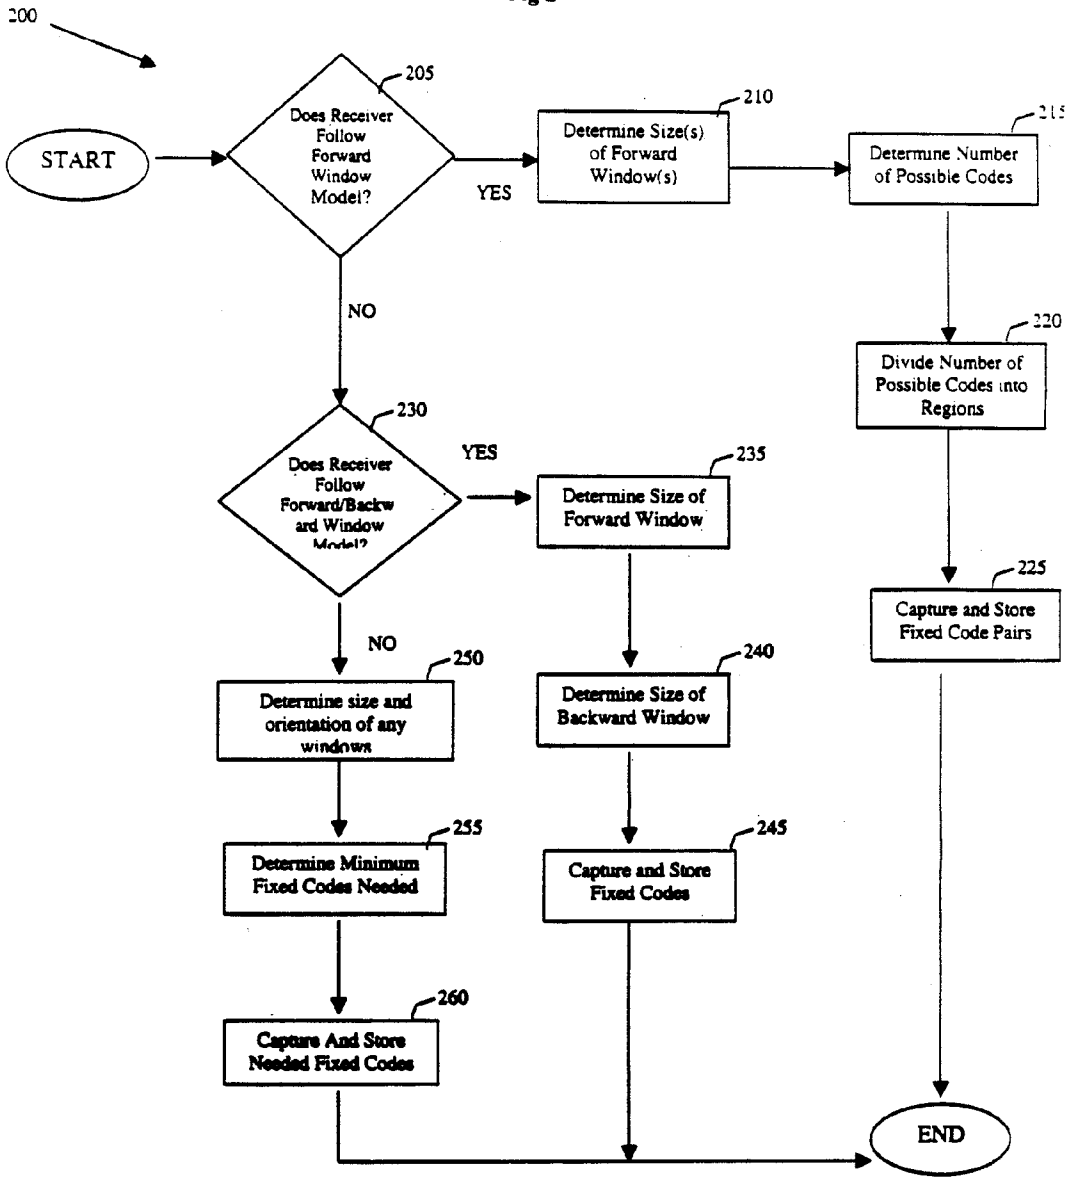 200
START
205
Does Receiver
Follow
Forward
Window
Model?
YES
210
Determine Size(s)
of Forward
Window(s)
215
Determine Number
of Possible Codes
NO
220
Divide Number of
Possible Codes into
Regions
230
Does Receiver
Follow
Forward/Backw
ard Window
Model?
YES
235
Determine Size of
Forward Window
225
Capture and Store
Fixed Code Pairs
NO
250
Determine size and
orientation of any
windows
240
Determine Size of
Backward Window
255
Determine Minimum
Fixed Codes Needed
245
Capture and Store
Fixed Codes
260
Capture And Store
Needed Fixed Codes
END